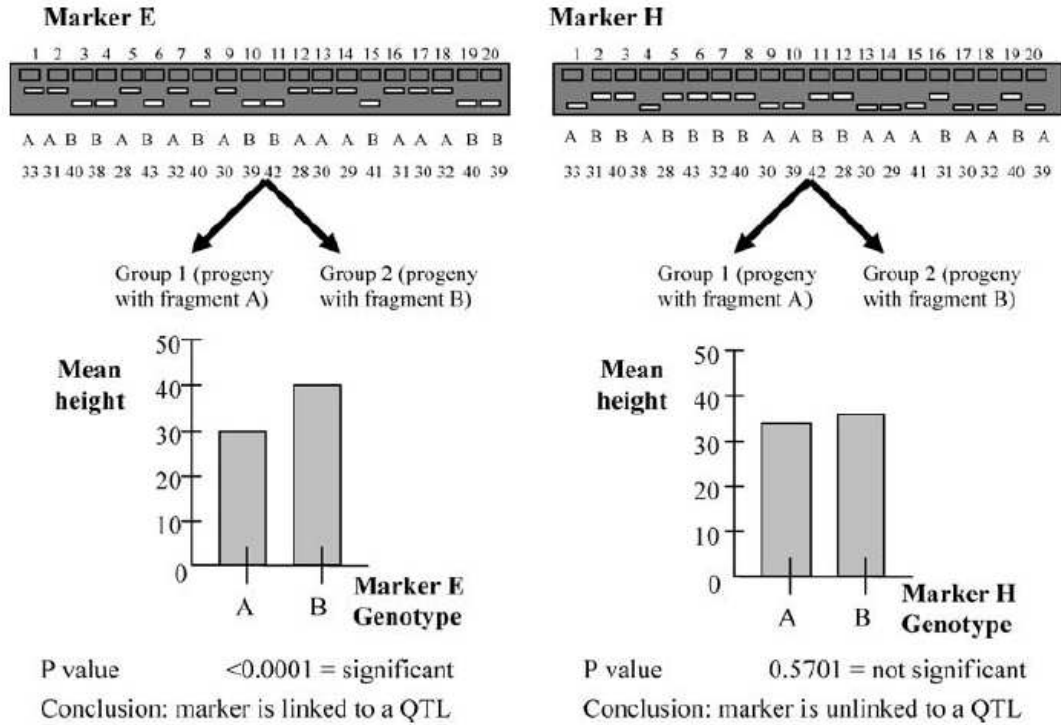 Marker E
1 2 3 4 5 6 7 8 9 10 11 12 13 14 15 16 17 18 19 20
A A B B A B A B A B B A A A B A A A B B
33 31 40 38 28 43 32 40 30 39 42 28 30 29 41 31 30 32 40 39
Group 1 (progeny
with fragment A)
Group 2 (progeny
with fragment B)
Mean
height
50
40
30
20
10
0
A B
Marker E
Genotype
P value <0.0001 = significant
Conclusion: marker is linked to a QTL
Marker H
1 2 3 4 5 6 7 8 9 10 11 12 13 14 15 16 17 18 19 20
A B B A B B B B A A B B A A A B A A B A
33 31 40 38 28 43 32 40 30 39 42 28 30 29 41 31 30 32 40 39
Group 1 (progeny
with fragment A)
Group 2 (progeny
with fragment B)
Mean
height
50
40
30
20
10
0
A B
Marker H
Genotype
P value 0.5701 = not significant
Conclusion: marker is unlinked to a QTL